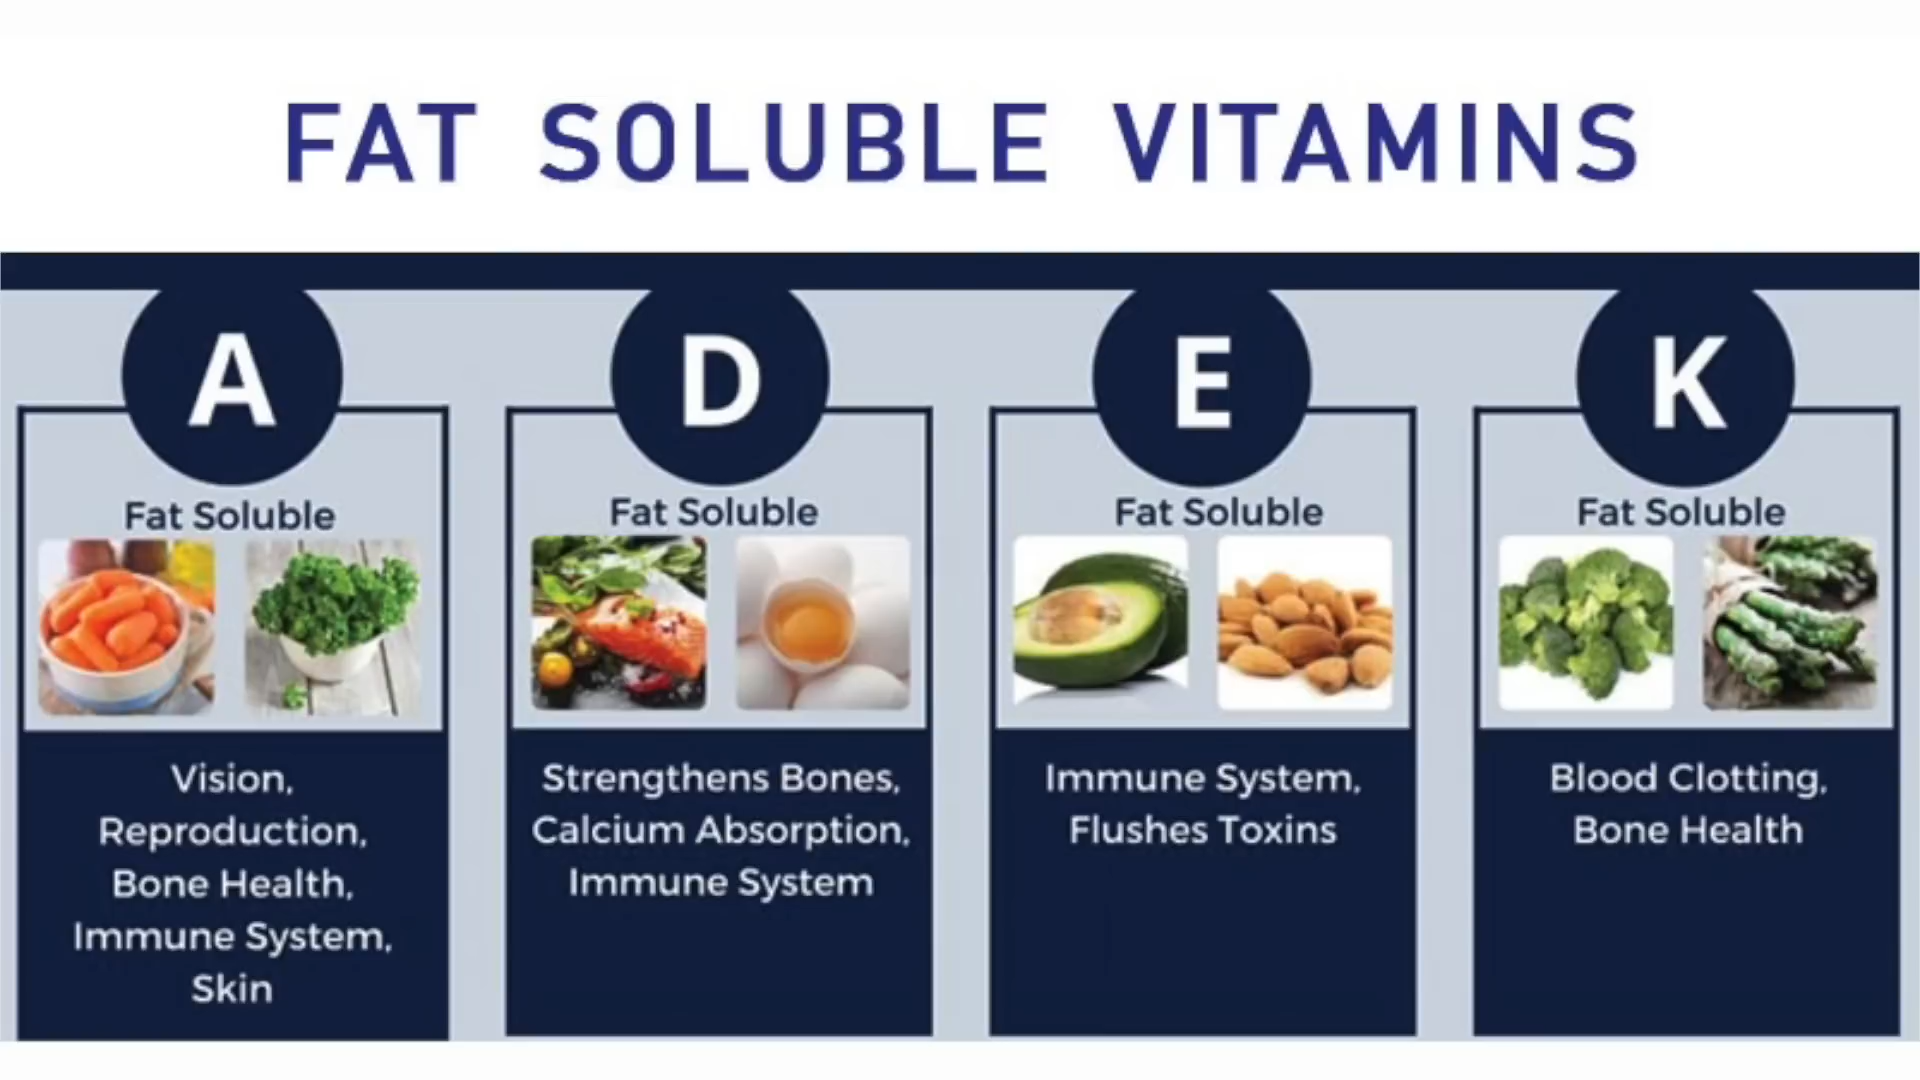 FAT SOLUBLE VITAMINS
A
Fat Soluble
Vision,
Reproduction,
Bone Health,
Immune System,
Skin
D
Fat Soluble
Strengthens Bones,
Calcium Absorption,
Immune System
E
Fat Soluble
Immune System,
Flushes Toxins
K
Fat Soluble
Blood Clotting,
Bone Health